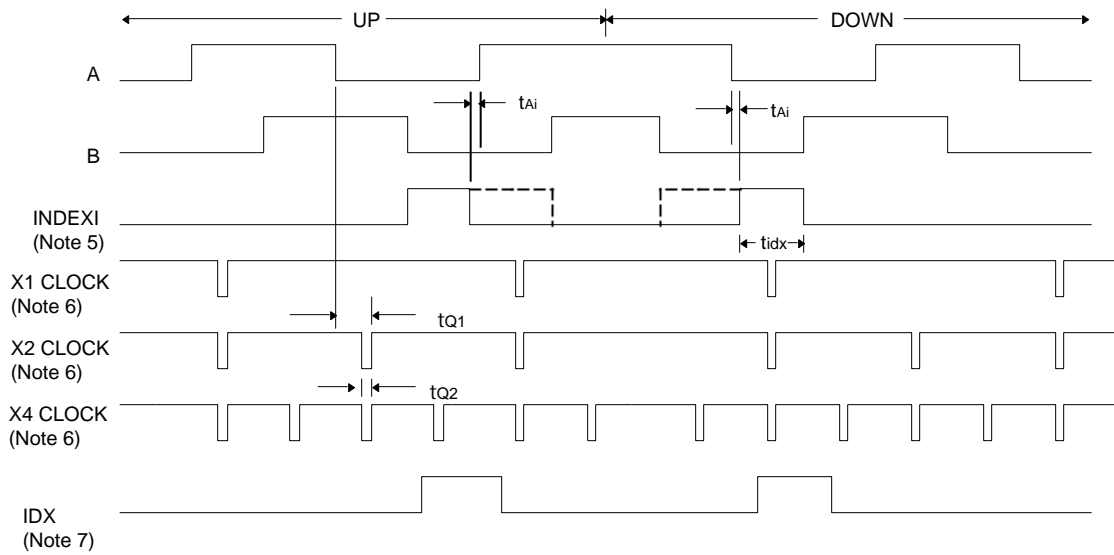 UP
DOWN
A
tAi
tAi
B
INDEXI
(Note 5)
tidx
X1 CLOCK
(Note 6)
tQ1
X2 CLOCK
(Note 6)
tQ2
X4 CLOCK
(Note 6)
IDX
(Note 7)